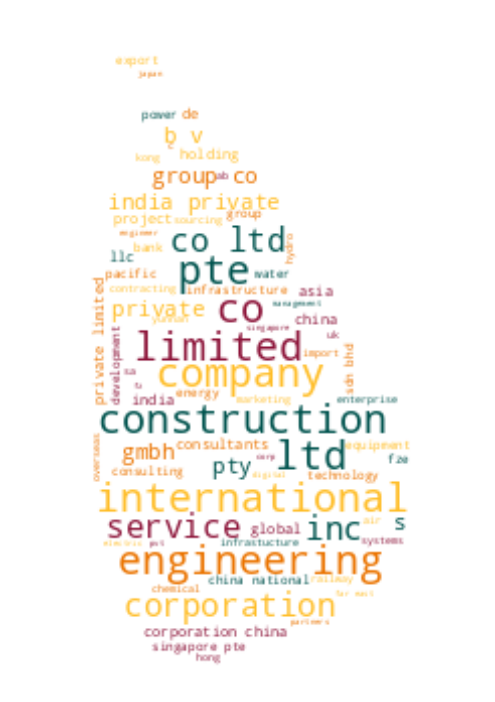 export
japan
power de
b v
c
kong holding
group ab co
india private
project sourcing group
engineer
co ltd
bank
hydro
llc
pte water
pacific
contracting infrastructure asia
private limited
management
private co
yunnan
china
singapore
uk
development
limited import
sdn bhd
sa
company
energy
india marketing enterprise
construction
overseas
consultants equipment
gmbh ltd
corp fze
pty
consulting digital technology
international
service global inc air s
infrastucture systems
electric pvt
engineering
china national railway
chemical far east
corporation
partners
corporation china
singapore pte
hong